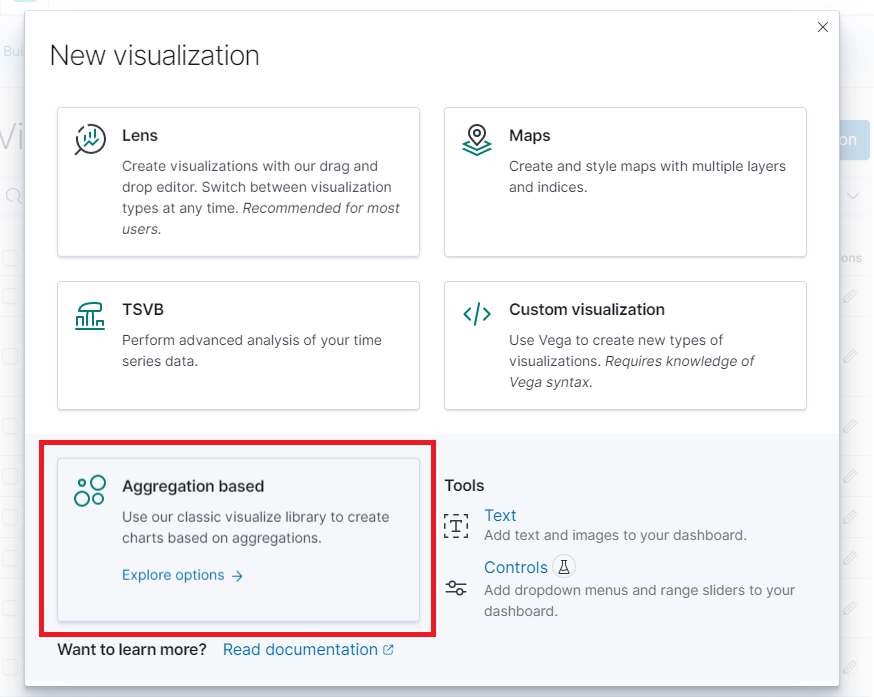 New visualization
Lens
Create visualizations with our drag and
drop editor. Switch between visualization
types at any time. Recommended for most
users.
Maps
Create and style maps with multiple layers
and indices.
TSVB
Perform advanced analysis of your time
series data.
Custom visualization
Use Vega to create new types of
visualizations. Requires knowledge of
Vega syntax.
Aggregation based
Use our classic visualize library to create
charts based on aggregations.
Explore options →
Tools
Text
Add text and images to your dashboard.
Controls
Add dropdown menus and range sliders to your
dashboard.
Want to learn more? Read documentation